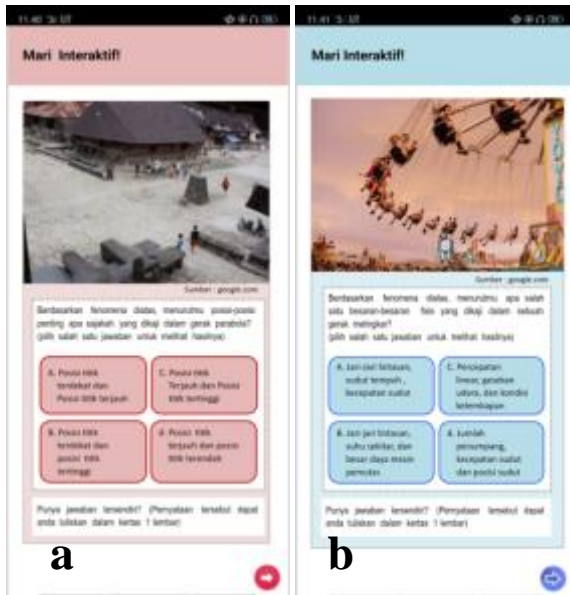 11.40
Mari Interaktif!
Sumber : google.com
Berdasarkan fenomena diatas, menurutmu posisi-posisi
penting apa sajakah yang dikaji dalam gerak parabola?
(pilih salah satu jawaban untuk melihat hasilnya)
A. Posisi titik
terdekat dan
Posisi titik terjauh
C. Posisi titik
Terjauh dan Posisi
titik tertinggi
B. Posisi titik
terdekat dan
posisi titik
tertinggi
d. Posisi titik
terjauh dan posisi
titik terendah
Punya jawaban tersendiri? (Pernyataan tersebut dapat
anda tuliskan dalam kertas 1 lembar)
a
11.41
Mari Interaktif!
Sumber : google.com
Berdasarkan fenomena diatas, menurutmu apa salah
satu besaran-besaran fisis yang dikaji dalam sebuah
gerak melingkar?
(pilih salah satu jawaban untuk melihat hasilnya)
A. Jari-jari lintasan,
sudut tempuh ,
kecepatan sudut
C. Percepatan
linear, gesekan
udara, dan kondisi
kelembapan
B. Jari-jari lintasan,
suhu sekitar, dan
besar daya mesin
pemutar
d. Jumlah
penumpang,
kecepatan sudut
dan posisi sudut
Punya jawaban tersendiri? (Pernyataan tersebut dapat
anda tuliskan dalam kertas 1 lembar)
b